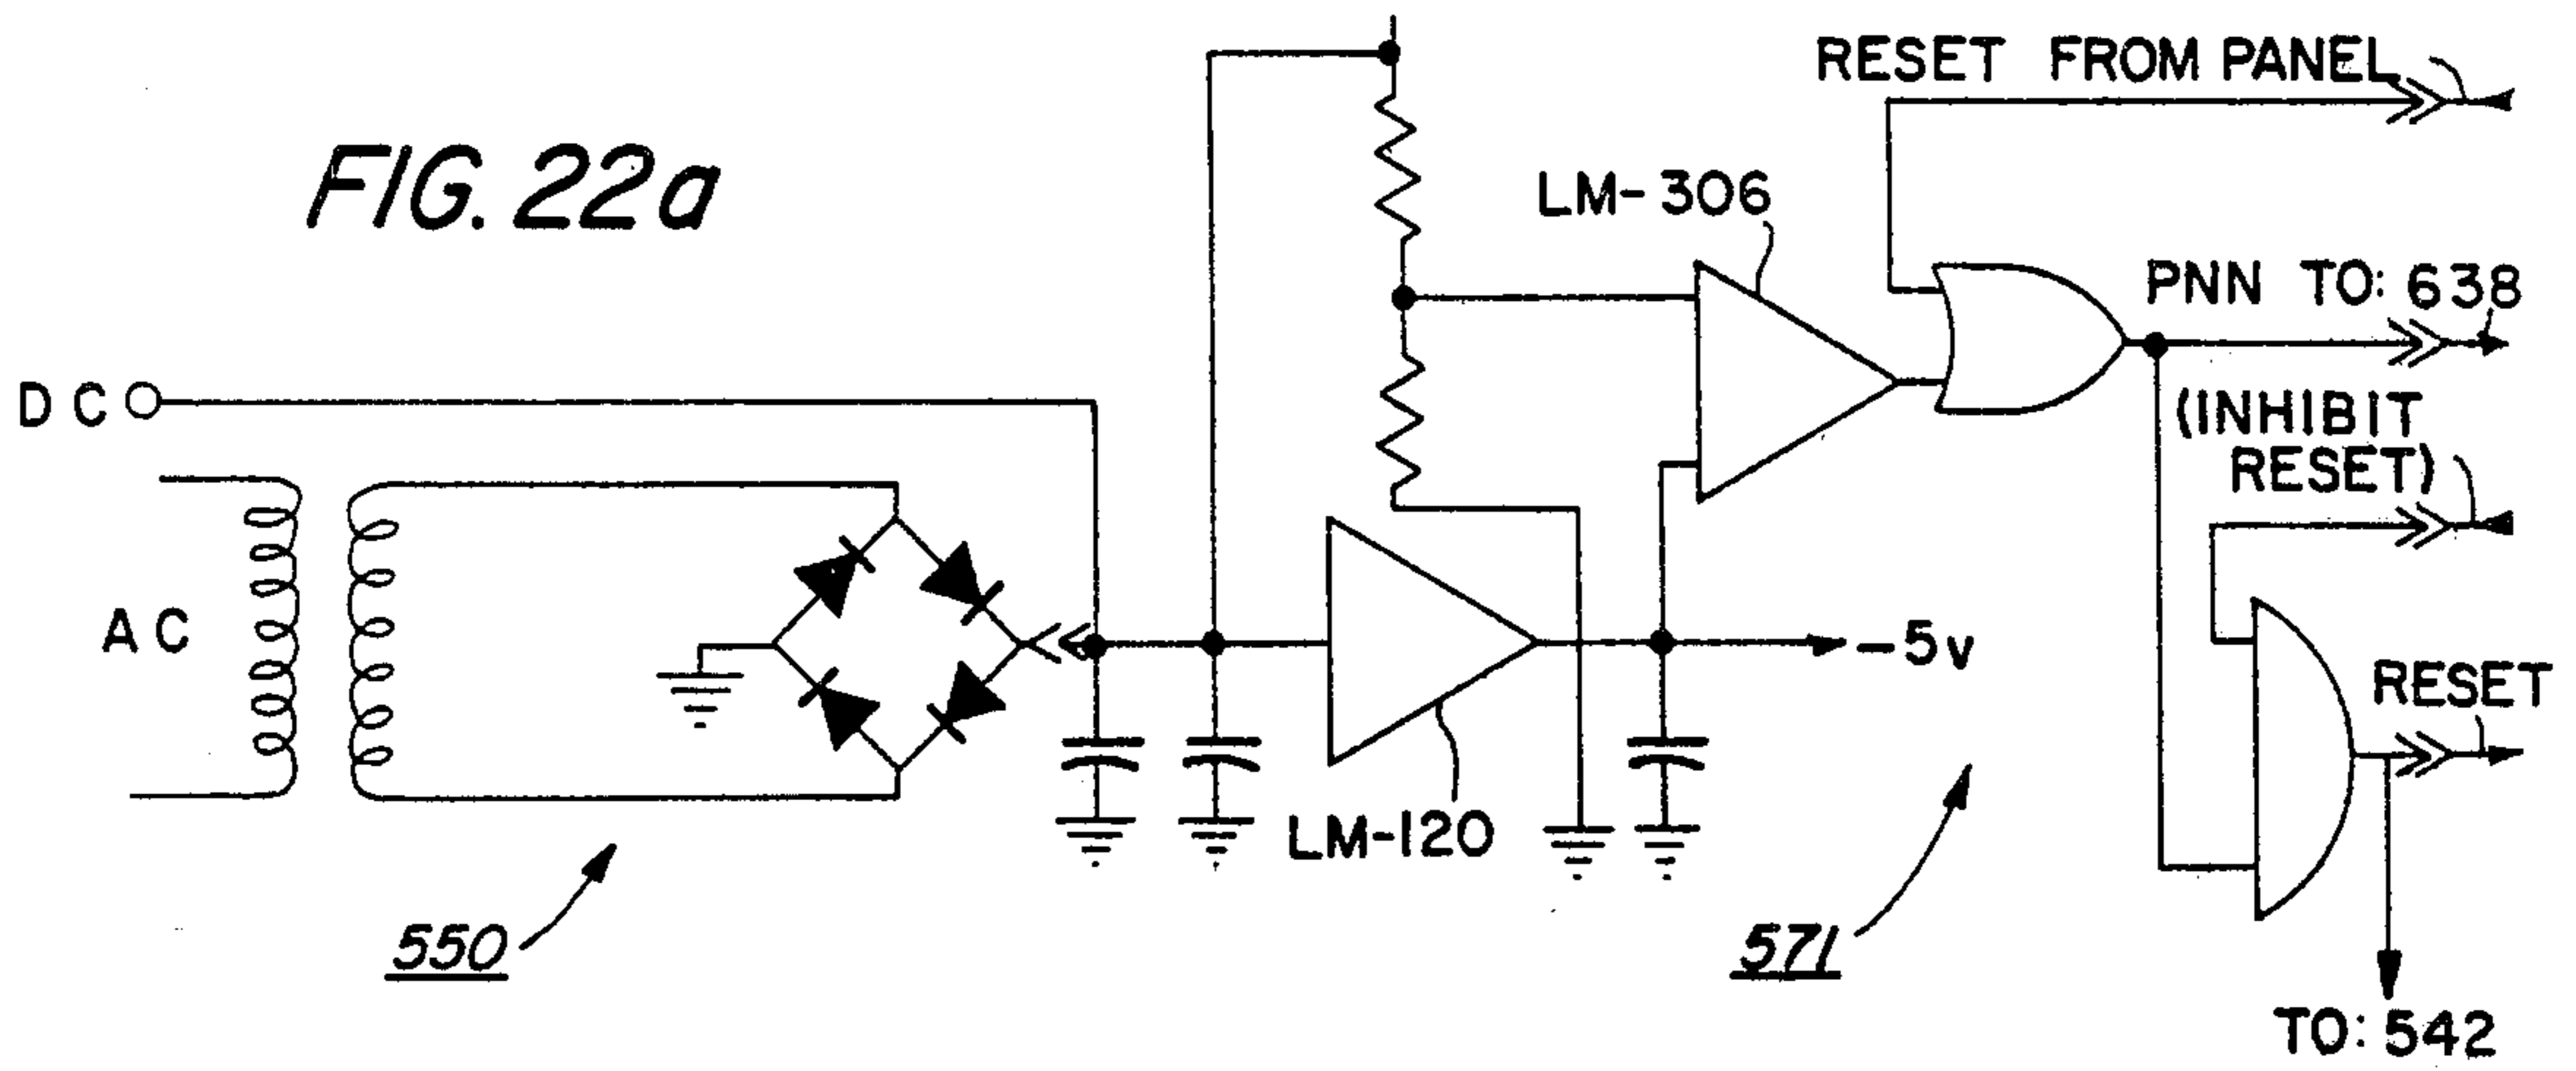 FIG. 22a
RESET FROM PANEL
LM-306
PNN TO: 638
DC
(INHIBIT
RESET)
AC
-5v
RESET
LM-120
550
571
TO: 542